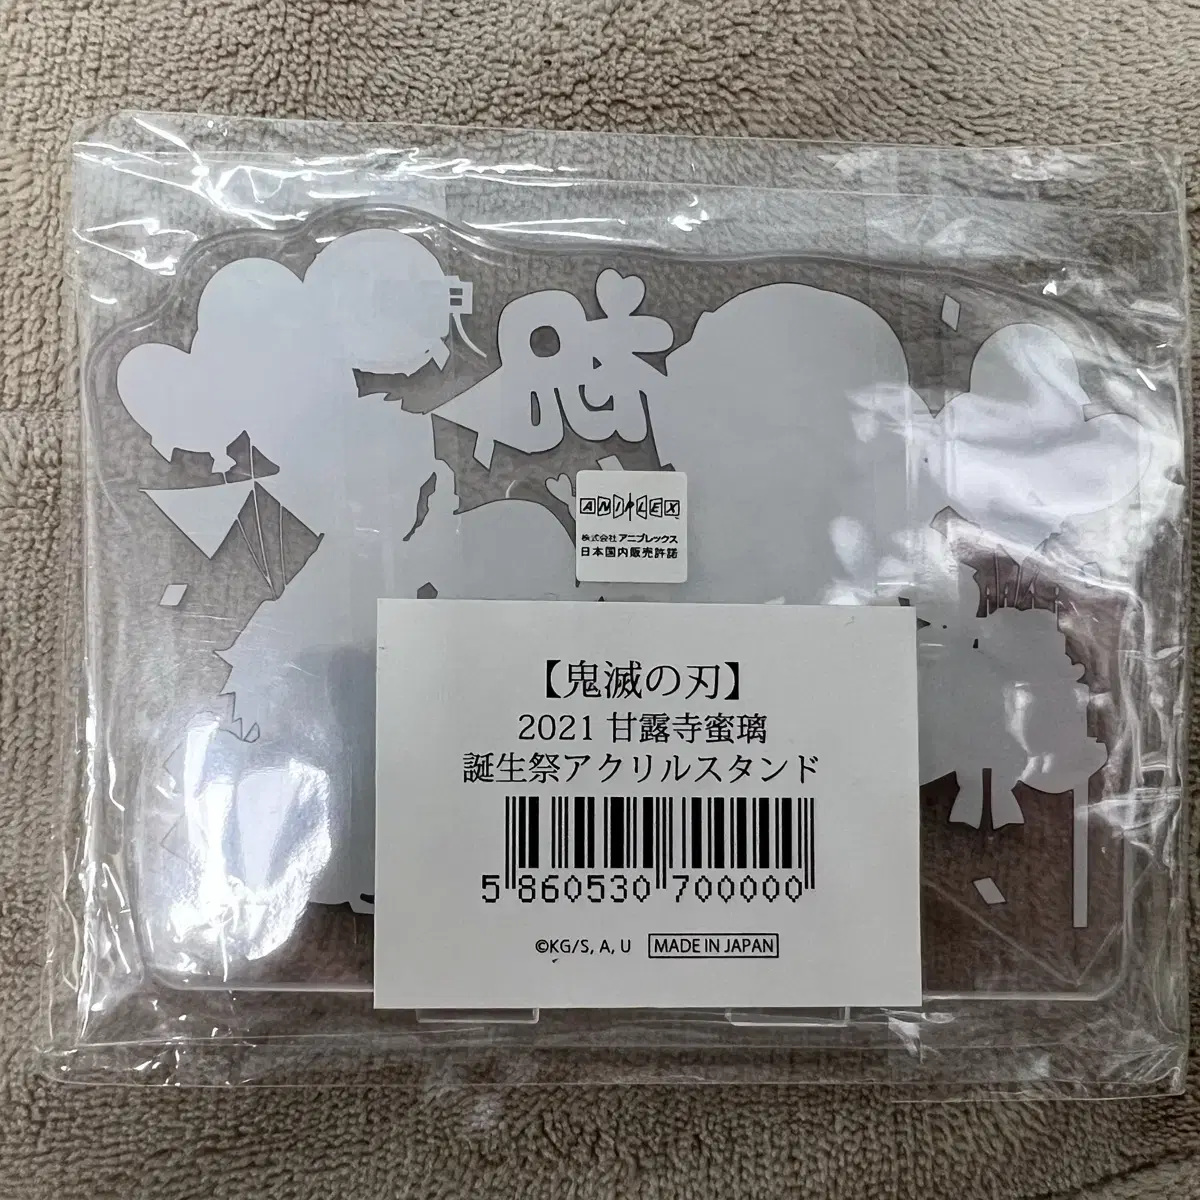 ANIPLEX
株式会社 アニプレックス
日本国内販売許諾
【鬼滅の刃】
2021 甘露寺蜜璃
誕生祭アクリルスタンド
5 860530 700000
©KG/S, A, U MADE IN JAPAN